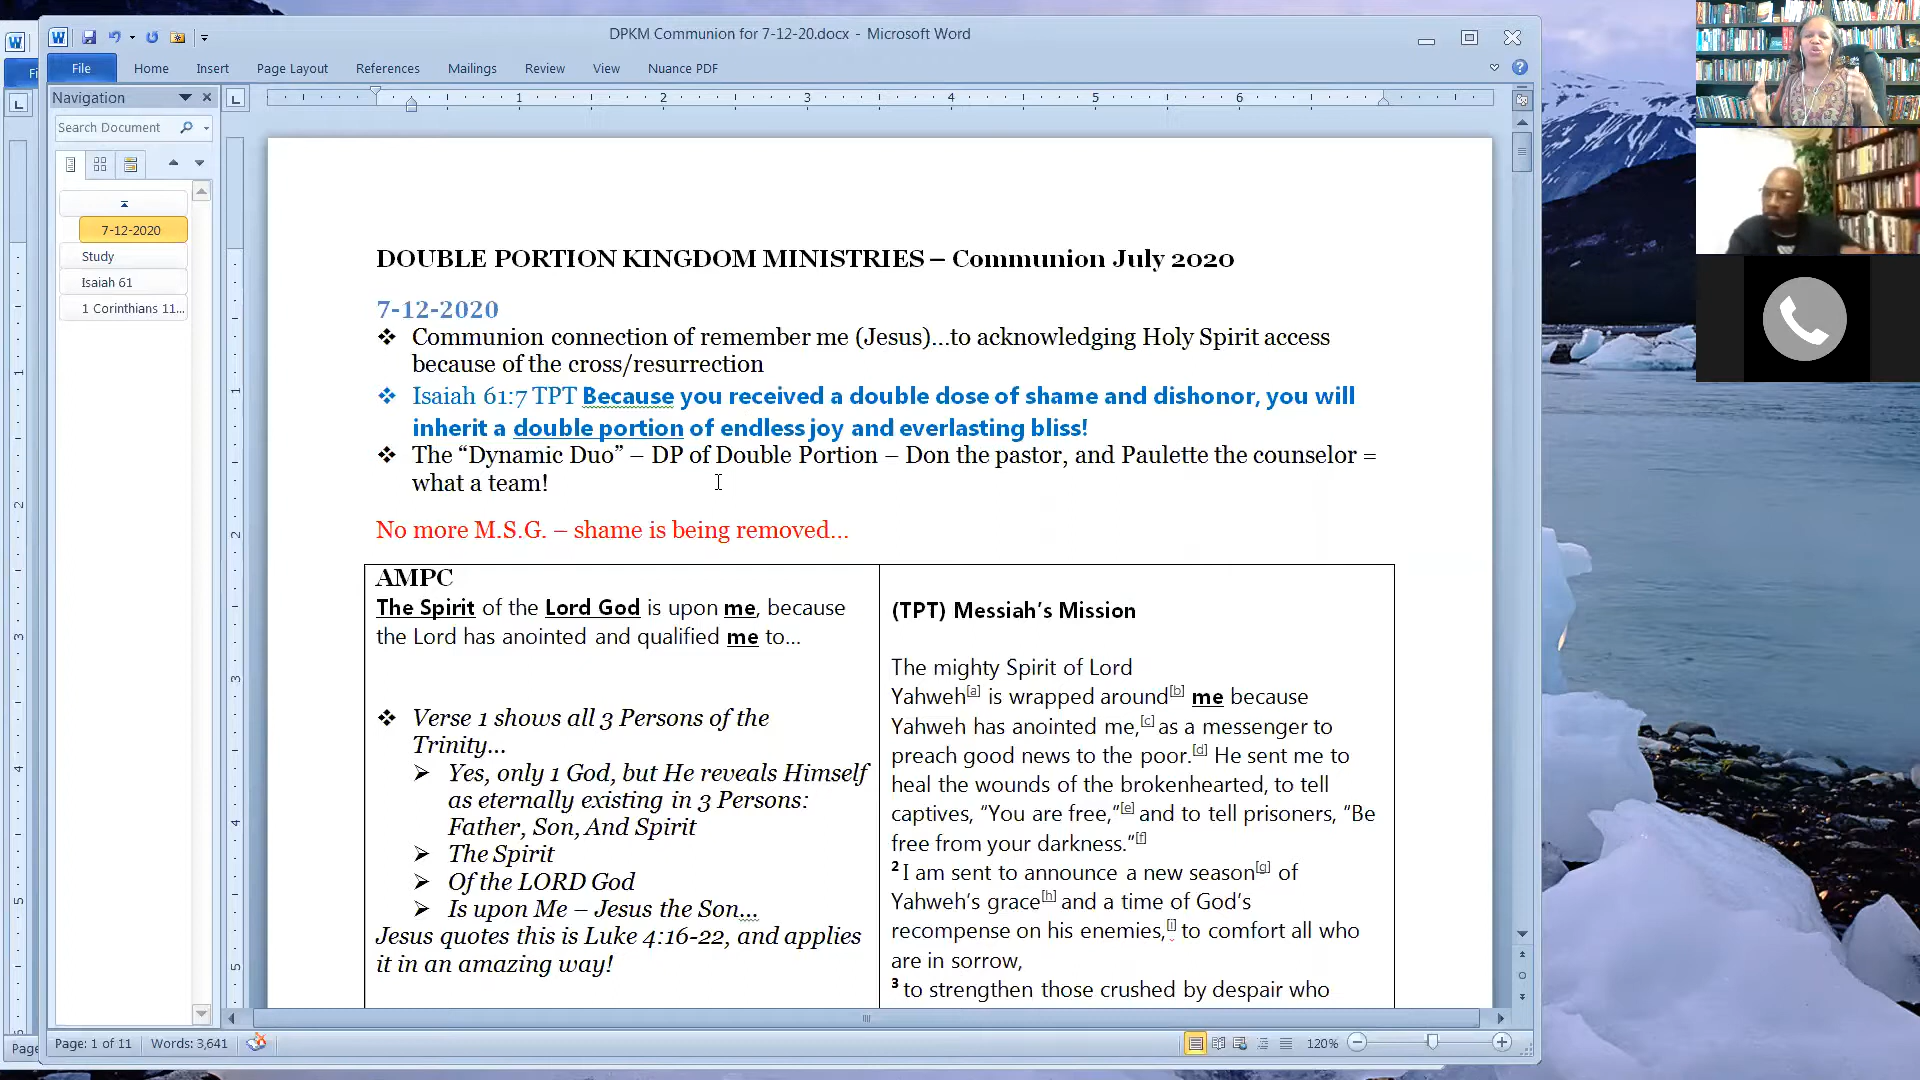 DPKM Communion for 7-12-20.docx - Microsoft Word
File Home Insert Page Layout References Mailings Review View Nuance PDF
Navigation
Search Document
7-12-2020
Study
Isaiah 61
1 Corinthians 11...
DOUBLE PORTION KINGDOM MINISTRIES – Communion July 2020
7-12-2020
❖ Communion connection of remember me (Jesus)…to acknowledging Holy Spirit access
because of the cross/resurrection
❖ Isaiah 61:7 TPT Because you received a double dose of shame and dishonor, you will
inherit a double portion of endless joy and everlasting bliss!
❖ The “Dynamic Duo” – DP of Double Portion – Don the pastor, and Paulette the counselor =
what a team!
No more M.S.G. – shame is being removed…
AMPC
The Spirit of the Lord God is upon me, because
the Lord has anointed and qualified me to…
❖ Verse 1 shows all 3 Persons of the
Trinity…
➢ Yes, only 1 God, but He reveals Himself
as eternally existing in 3 Persons:
Father, Son, And Spirit
➢ The Spirit
➢ Of the LORD God
➢ Is upon Me – Jesus the Son…
Jesus quotes this is Luke 4:16-22, and applies
it in an amazing way!
(TPT) Messiah’s Mission
The mighty Spirit of Lord
Yahweh[a] is wrapped around[b] me because
Yahweh has anointed me,[c] as a messenger to
preach good news to the poor.[d] He sent me to
heal the wounds of the brokenhearted, to tell
captives, “You are free,”[e] and to tell prisoners, “Be
free from your darkness.”[f]
2 I am sent to announce a new season[g] of
Yahweh’s grace[h] and a time of God’s
recompense on his enemies,[i] to comfort all who
are in sorrow,
3 to strengthen those crushed by despair who
Page: 1 of 11 Words: 3,641 120%